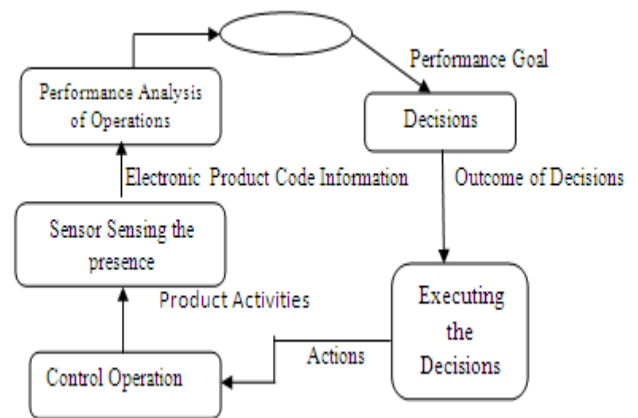 Performance Goal
Performance Analysis
of Operations
Decisions
Electronic Product Code Information
Outcome of Decisions
Sensor Sensing the
presence
Executing
the
Decisions
Product Activities
Actions
Control Operation